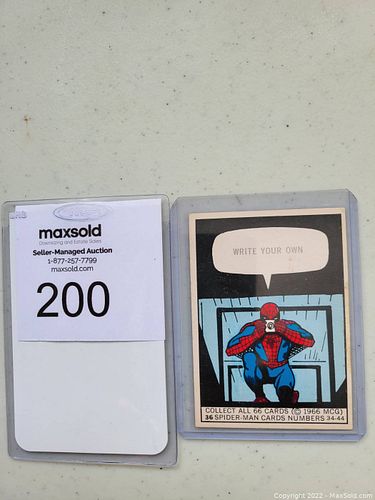 maxsold
Downsizing and Estate Sales
Seller-Managed Auction
1-877-257-7799
maxsold.com
200
WRITE YOUR OWN
COLLECT ALL 66 CARDS (© 1966 MCG)
36 SPIDER-MAN CARDS NUMBERS 34-44
Copyright 2022 - MaxSold.com